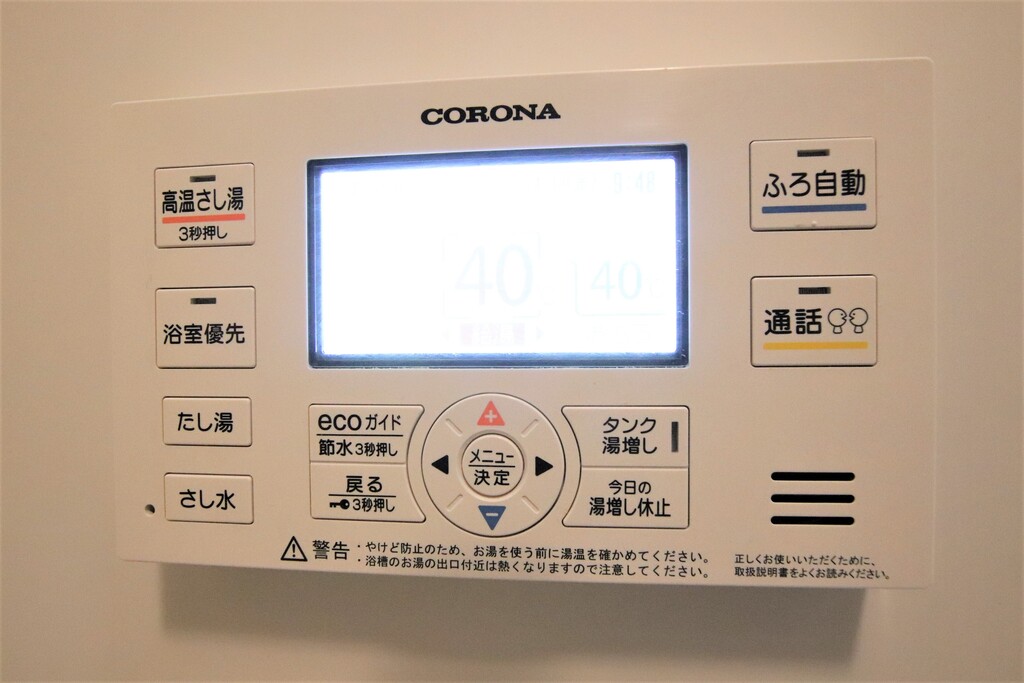 CORONA
高温さし湯
3秒押し
ふろ自動
40
40
浴室優先
通話
たし湯
さし水
ecoガイド
節水3秒押し
戻る
3秒押し
+
メニュー
決定
−
タンク
湯増し
今日の
湯増し休止
警告
・やけど防止のため、お湯を使う前に湯温を確かめてください。
・浴槽のお湯の出口付近は熱くなりますので注意してください。
正しくお使いいただくために、
取扱説明書をよくお読みください。